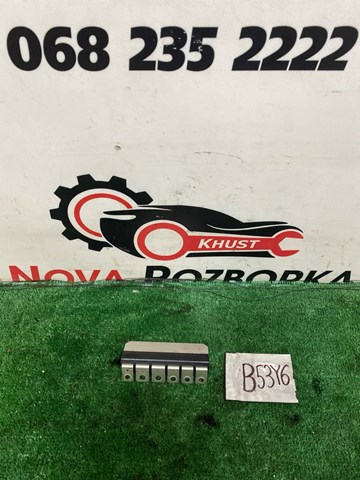 068 235 2222
KHUST
NOVA ROZBORKA
B53Y6